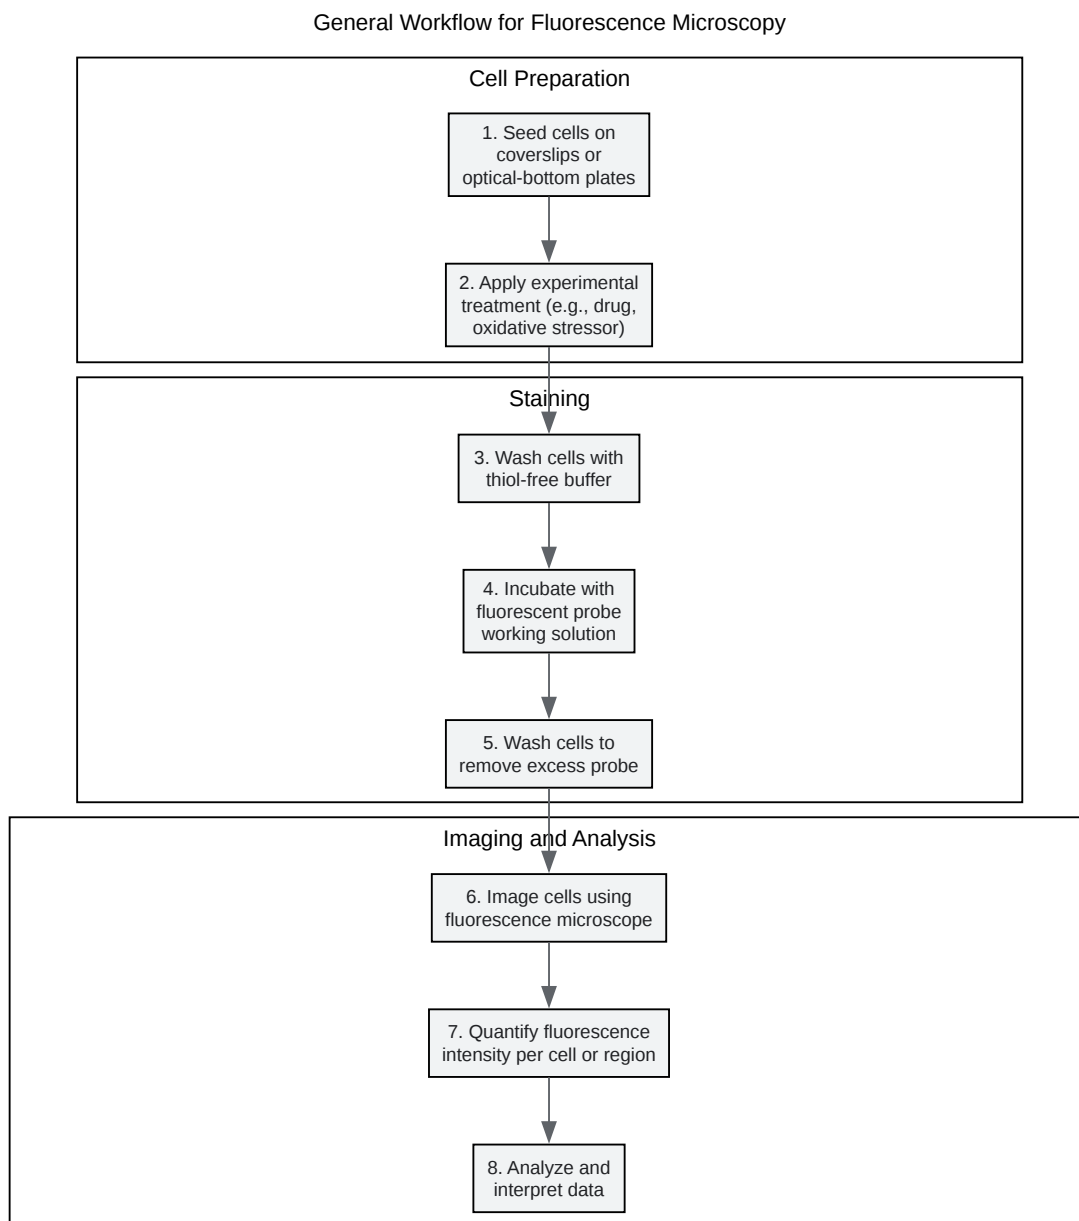 General Workflow for Fluorescence Microscopy
Cell Preparation
1. Seed cells on
coverslips or
optical-bottom plates
2. Apply experimental
treatment (e.g., drug,
oxidative stressor)
Staining
3. Wash cells with
thiol-free buffer
4. Incubate with
fluorescent probe
working solution
5. Wash cells to
remove excess probe
Imaging and Analysis
6. Image cells using
fluorescence microscope
7. Quantify fluorescence
intensity per cell or region
8. Analyze and
interpret data